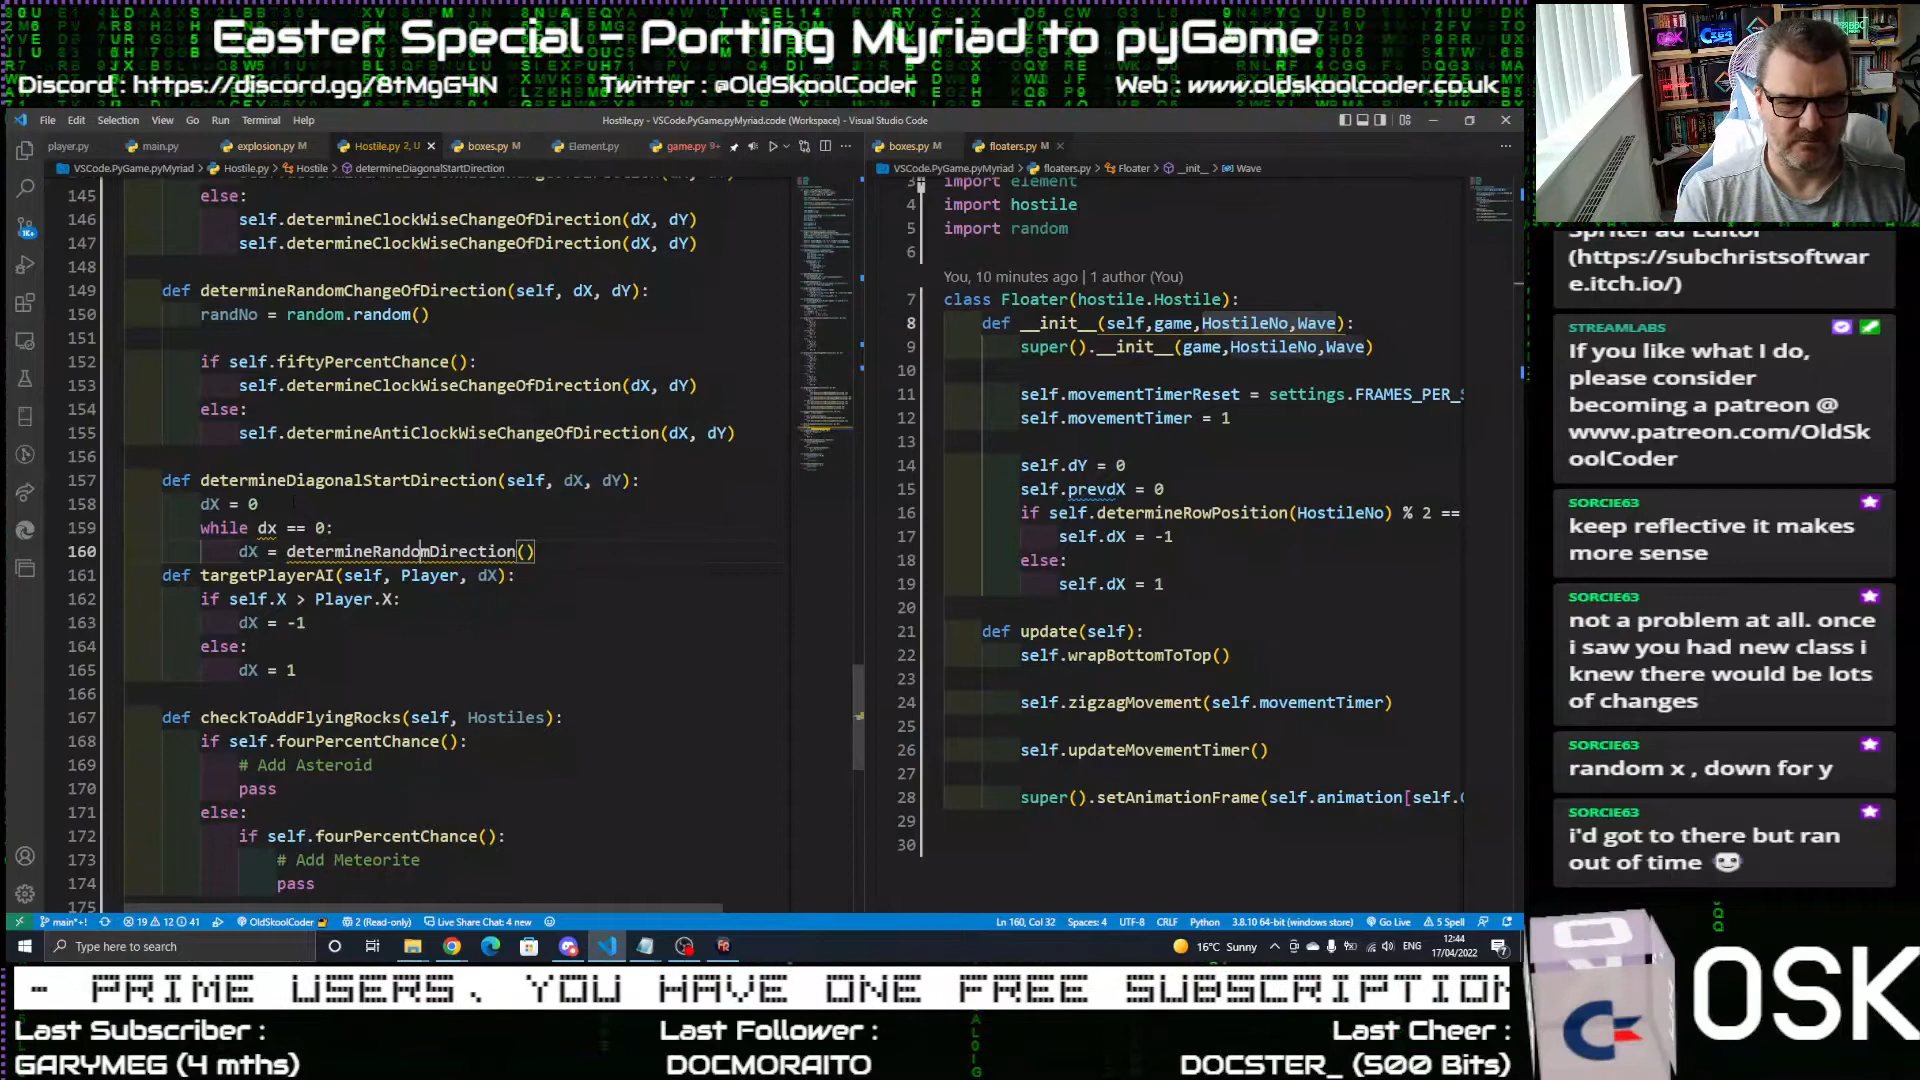 Easter Special - Porting Myriad to pyGame
Discord : https://discord.gg/8tMgG4N
Twitter : @OldSkoolCoder
Web : www.oldskoolcoder.co.uk
File Edit Selection View Go Run Terminal Help
Hostile.py - VSCode.PyGame.pyMyriad.code (Workspace) - Visual Studio Code
player.py main.py explosion.py M Hostile.py 2, U boxes.py M Element.py game.py 9+
VSCode.PyGame.pyMyriad > Hostile.py > Hostile > determineDiagonalStartDirection
145 else:
146 self.determineClockWiseChangeOfDirection(dX, dY)
147 self.determineClockWiseChangeOfDirection(dX, dY)
148
149 def determineRandomChangeOfDirection(self, dX, dY):
150 randNo = random.random()
151
152 if self.fiftyPercentChance():
153 self.determineClockWiseChangeOfDirection(dX, dY)
154 else:
155 self.determineAntiClockWiseChangeOfDirection(dX, dY)
156
157 def determineDiagonalStartDirection(self, dX, dY):
158 dX = 0
159 while dx == 0:
160 dX = determineRandomDirection()
161 def targetPlayerAI(self, Player, dX):
162 if self.X > Player.X:
163 dX = -1
164 else:
165 dX = 1
166
167 def checkToAddFlyingRocks(self, Hostiles):
168 if self.fourPercentChance():
169 # Add Asteroid
170 pass
171 else:
172 if self.fourPercentChance():
173 # Add Meteorite
174 pass
175
boxes.py M floaters.py M
VSCode.PyGame.pyMyriad > floaters.py > Floater > __init__ > Wave
3 import element
4 import hostile
5 import random
6
You, 10 minutes ago | 1 author (You)
7 class Floater(hostile.Hostile):
8 def __init__(self,game,HostileNo,Wave):
9 super().__init__(game,HostileNo,Wave)
10
11 self.movementTimerReset = settings.FRAMES_PER_S
12 self.movementTimer = 1
13
14 self.dY = 0
15 self.prevdX = 0
16 if self.determineRowPosition(HostileNo) % 2 ==
17 self.dX = -1
18 else:
19 self.dX = 1
20
21 def update(self):
22 self.wrapBottomToTop()
23
24 self.zigzagMovement(self.movementTimer)
25
26 self.updateMovementTimer()
27
28 super().setAnimationFrame(self.animation[self.
29
30
main*+! 19 12 41 OldSkoolCoder 2 (Read-only) Live Share Chat: 4 new
Ln 160, Col 32 Spaces: 4 UTF-8 CRLF Python 3.8.10 64-bit (windows store) Go Live 5 Spell
Type here to search
16°C Sunny ENG 12:44 17/04/2022
(https://subchristsoftwar
e.itch.io/)
STREAMLABS
If you like what I do,
please consider
becoming a patreon @
www.patreon.com/OldSk
oolCoder
SORCIE63
keep reflective it makes
more sense
SORCIE63
not a problem at all. once
i saw you had new class i
knew there would be lots
of changes
SORCIE63
random x , down for y
SORCIE63
i'd got to there but ran
out of time
- PRIME USERS. YOU HAVE ONE FREE SUBSCRIPTION
Last Subscriber :
GARYMEG (4 mths)
Last Follower :
DOCMORAITO
Last Cheer :
DOCSTER_ (500 Bits)
OSK